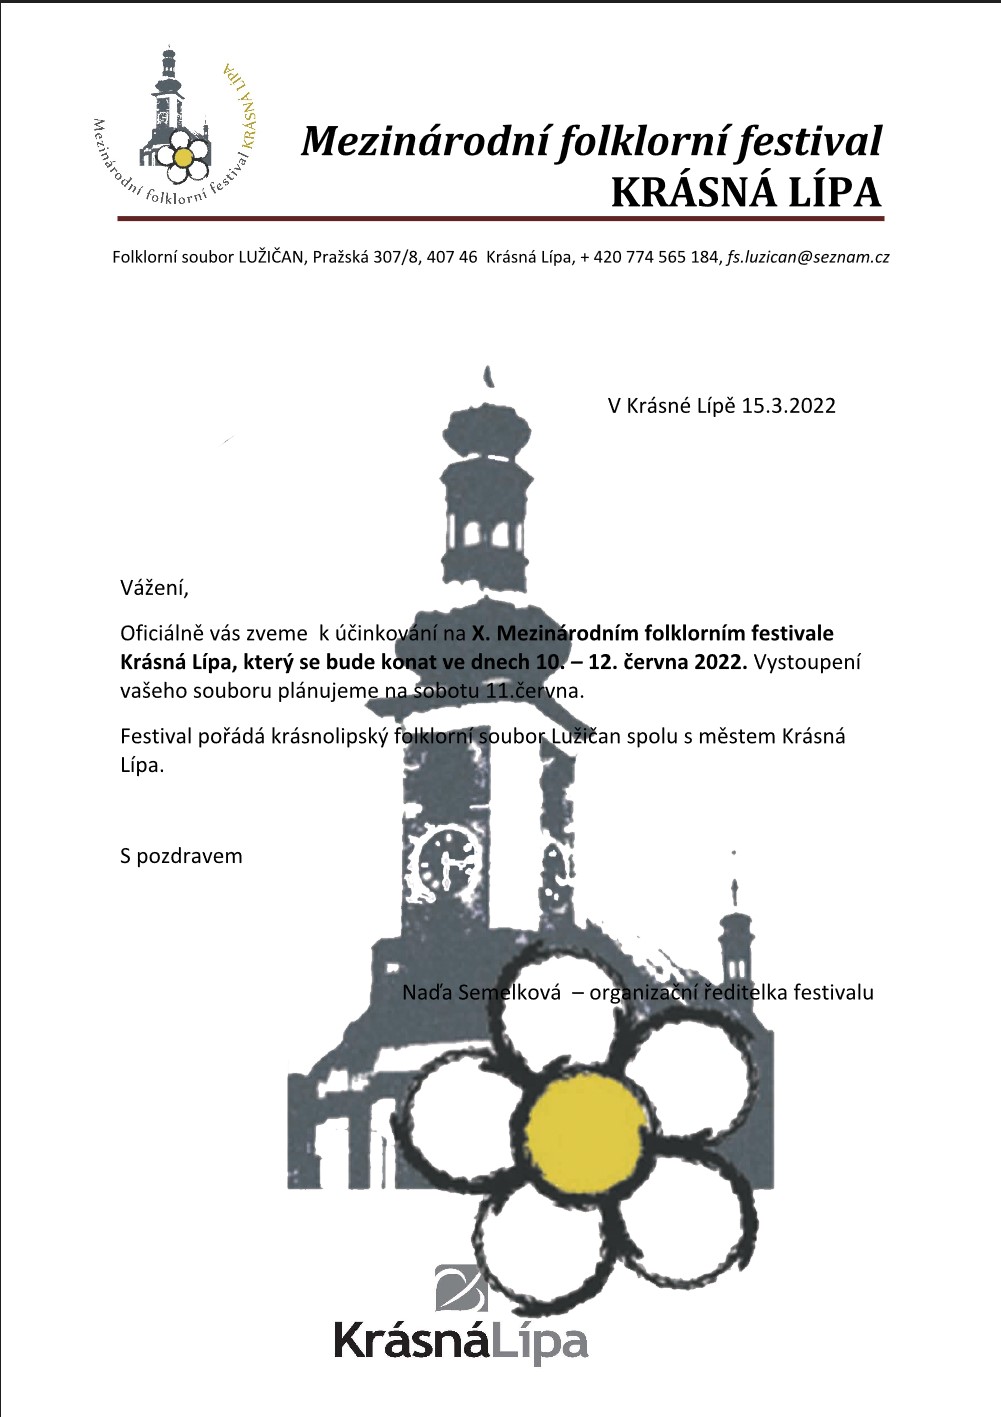 Mezinárodní folklorní festival KRÁSNÁ LÍPA
Mezinárodní folklorní festival
KRÁSNÁ LÍPA
Folklorní soubor LUŽIČAN, Pražská 307/8, 407 46  Krásná Lípa, + 420 774 565 184, fs.luzican@seznam.cz
V Krásné Lípě 15.3.2022
Vážení,
Oficiálně vás zveme  k účinkování na X. Mezinárodním folklorním festivale
Krásná Lípa, který se bude konat ve dnech 10. – 12. června 2022. Vystoupení
vašeho souboru plánujeme na sobotu 11.června.
Festival pořádá krásnolipský folklorní soubor Lužičan spolu s městem Krásná
Lípa.
S pozdravem
Naďa Semelková  – organizační ředitelka festivalu
KrásnáLípa